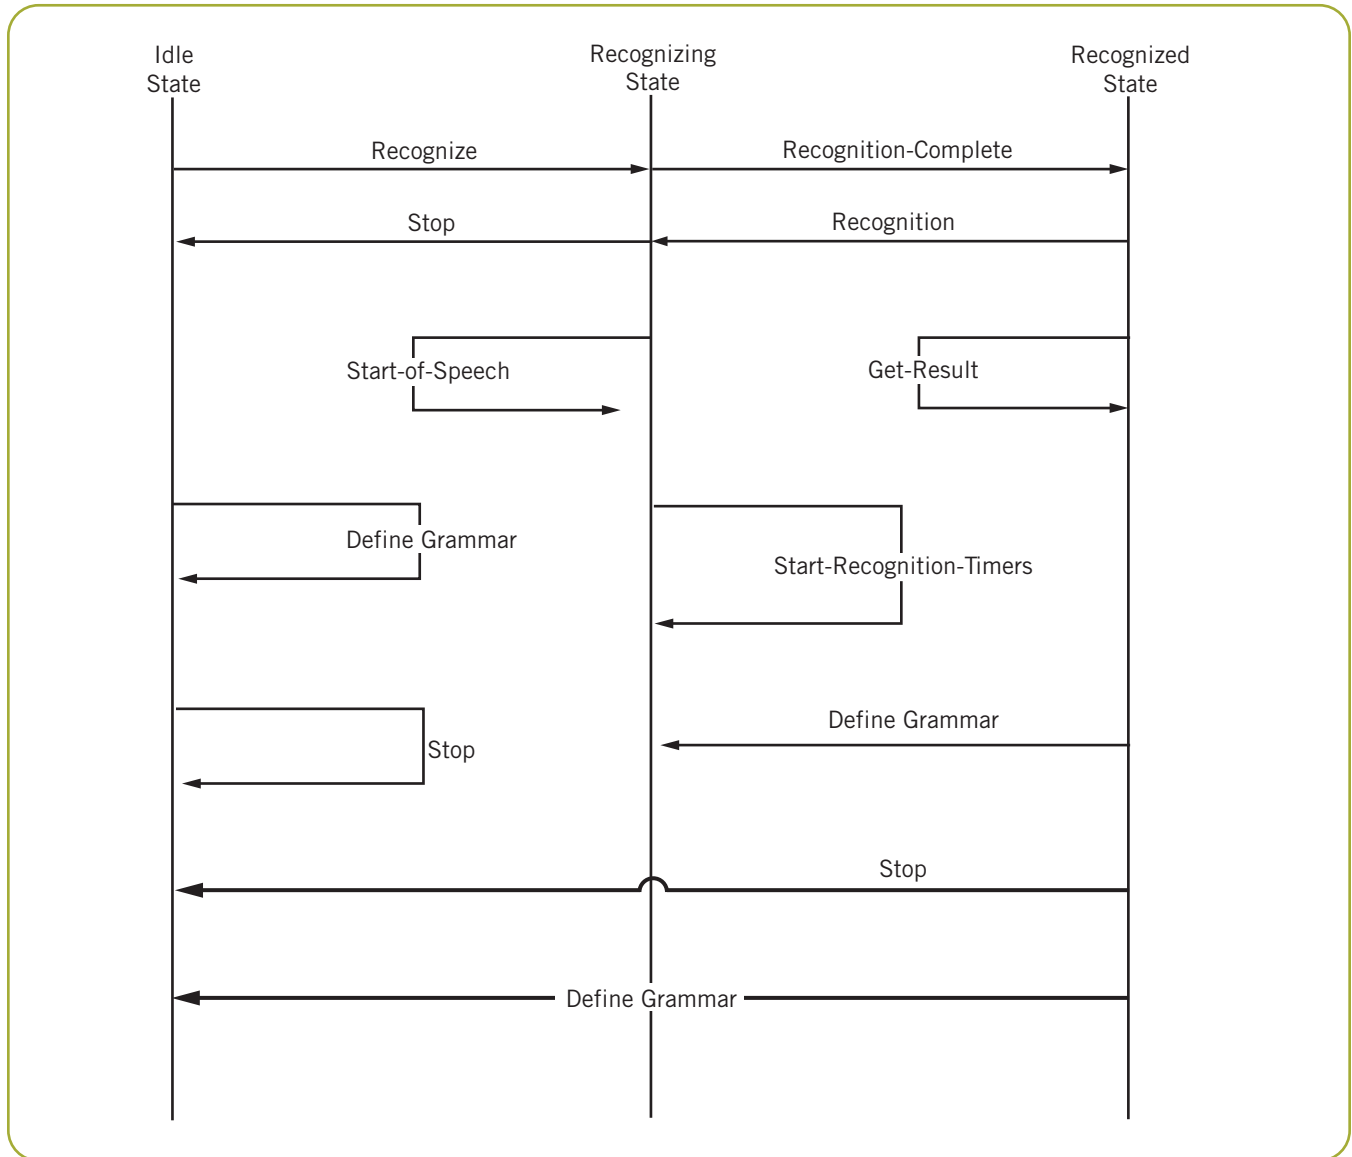 Idle
State
Recognizing
State
Recognized
State
Recognize
Recognition-Complete
Stop
Recognition
Start-of-Speech
Get-Result
Define Grammar
Start-Recognition-Timers
Define Grammar
Stop
Stop
Define Grammar